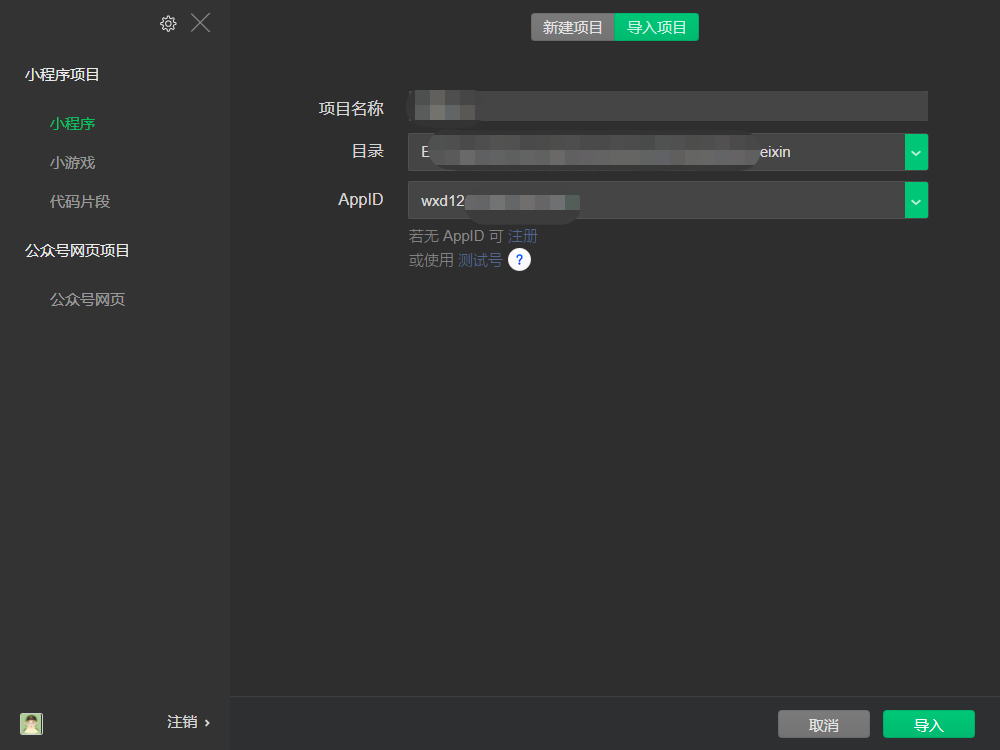 新建项目 导入项目
小程序项目
小程序
小游戏
代码片段
公众号网页项目
公众号网页
项目名称
目录 E eixin
AppID wxd12
若无 AppID 可 注册
或使用 测试号 ?
注销 ›
取消 导入